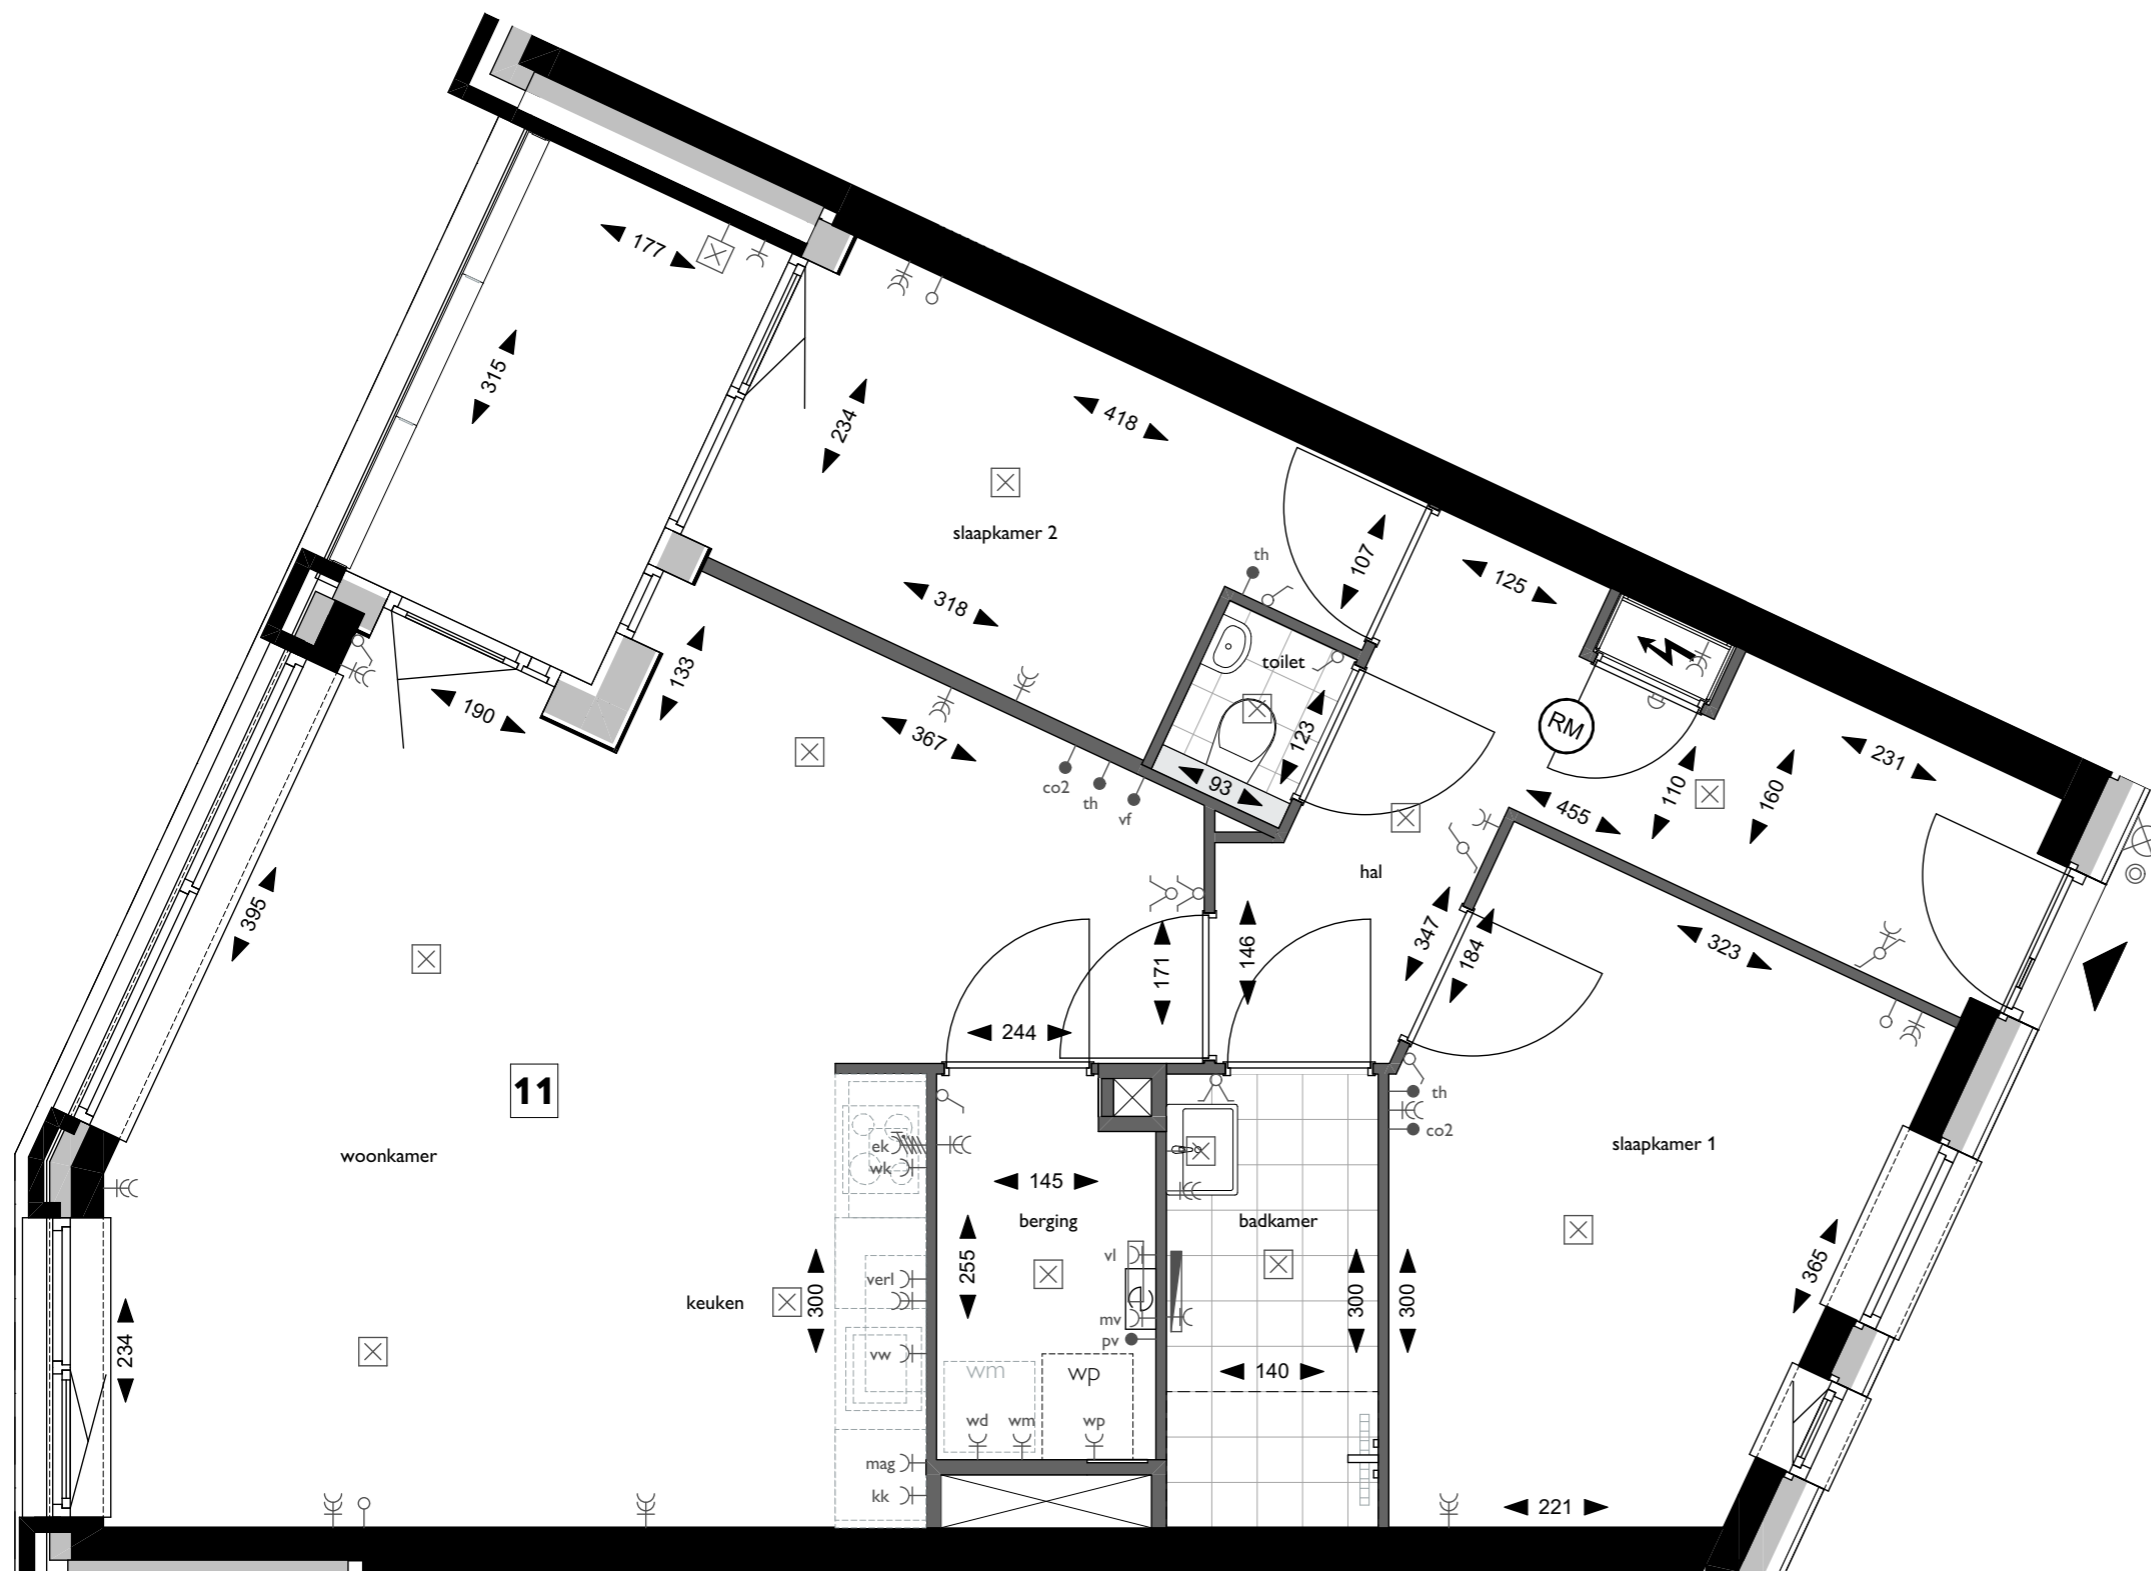 177
315
234
418
slaapkamer 2
107
th
125
318
133
toilet
190
123
RM
367
231
93
co2
th
vf
110
160
455
hal
395
347
184
323
146
171
244
11
th
co2
ek
wk
woonkamer
slaapkamer 1
145
berging
badkamer
255
vl
verl
keuken
300
300
300
365
mv
pv
234
vw
wm
wp
140
wd
wm
wp
mag
kk
221